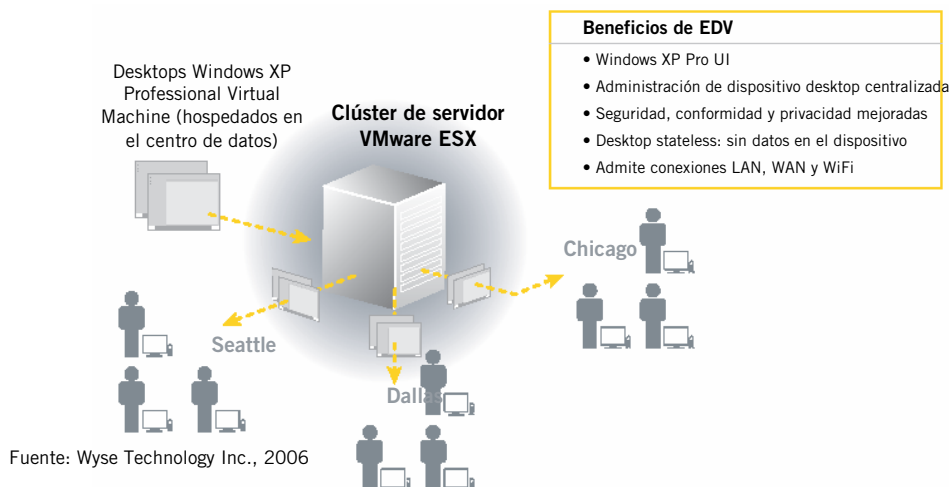 Beneficios de EDV
• Windows XP Pro UI
• Administración de dispositivo desktop centralizada
• Seguridad, conformidad y privacidad mejoradas
• Desktop stateless: sin datos en el dispositivo
• Admite conexiones LAN, WAN y WiFi
Desktops Windows XP
Professional Virtual
Machine (hospedados en
el centro de datos)
Clúster de servidor
VMware ESX
Chicago
Seattle
Dallas
Fuente: Wyse Technology Inc., 2006